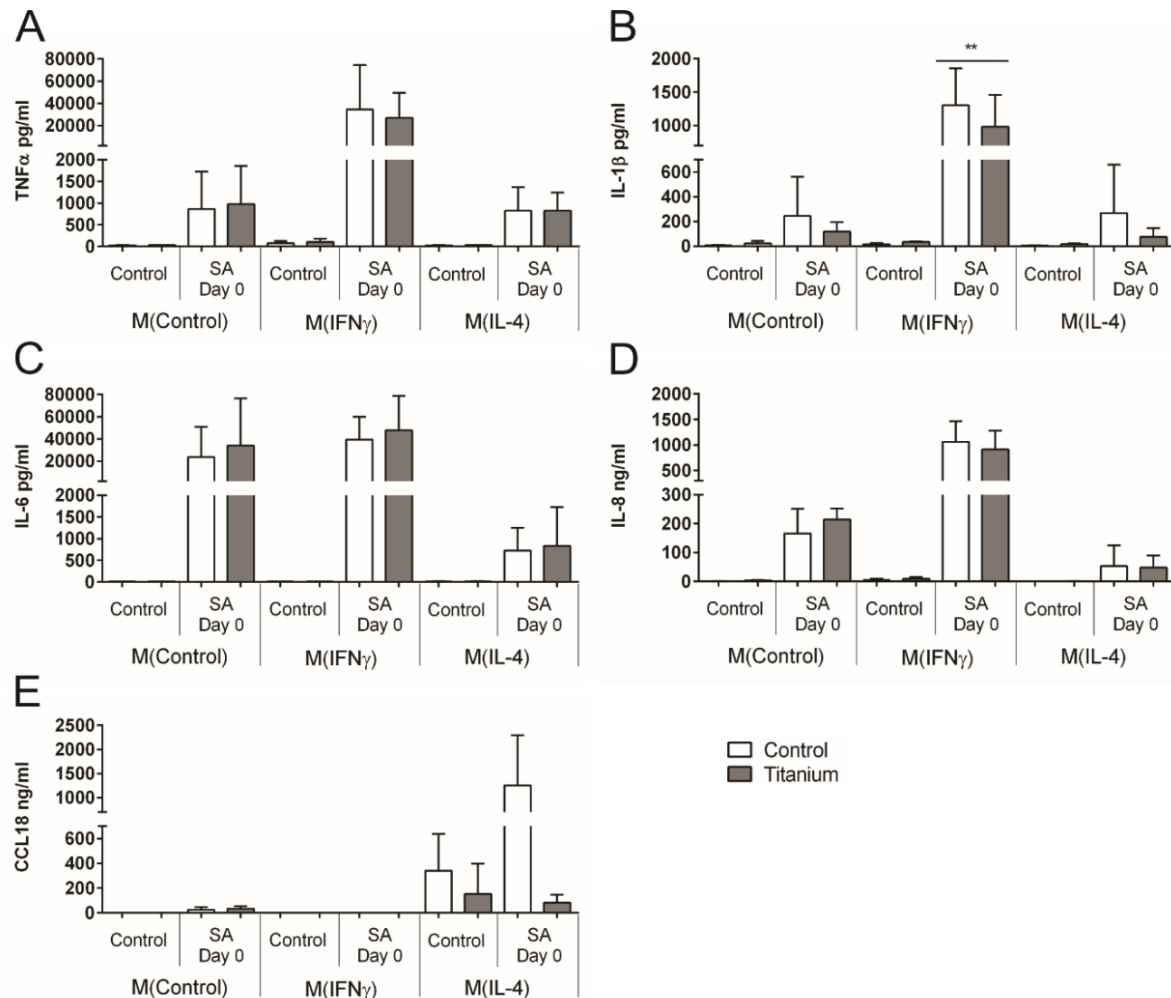 A
TNFα pg/ml
80000
60000
40000
20000
2000
1500
1000
500
0
Control
SA
Day 0
Control
SA
Day 0
Control
SA
Day 0
M(Control)
M(IFNγ)
M(IL-4)
B
**
IL-1β pg/ml
2000
1500
1000
600
400
200
0
Control
SA
Day 0
Control
SA
Day 0
Control
SA
Day 0
M(Control)
M(IFNγ)
M(IL-4)
C
IL-6 pg/ml
80000
60000
40000
20000
2000
1500
1000
500
0
Control
SA
Day 0
Control
SA
Day 0
Control
SA
Day 0
M(Control)
M(IFNγ)
M(IL-4)
D
IL-8 ng/ml
2000
1500
1000
500
300
200
100
0
Control
SA
Day 0
Control
SA
Day 0
Control
SA
Day 0
M(Control)
M(IFNγ)
M(IL-4)
E
CCL18 ng/ml
2500
2000
1500
1000
600
400
200
0
Control
SA
Day 0
Control
SA
Day 0
Control
SA
Day 0
M(Control)
M(IFNγ)
M(IL-4)
Control
Titanium